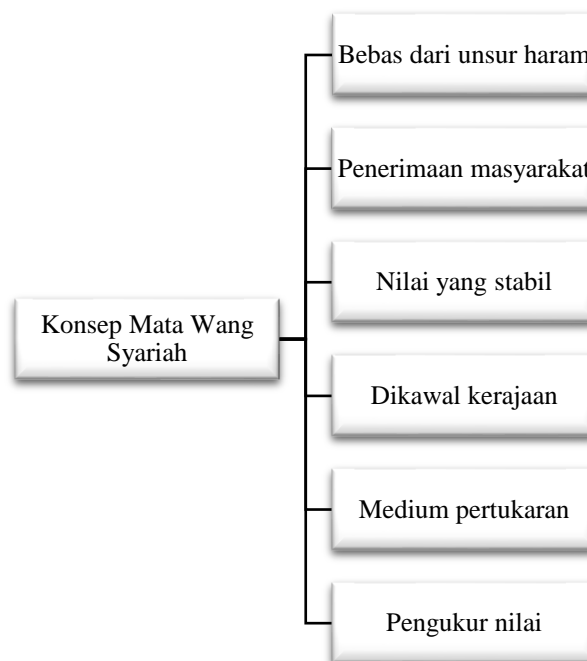 Bebas dari unsur haram
Penerimaan masyarakat
Nilai yang stabil
Konsep Mata Wang
Syariah
Dikawal kerajaan
Medium pertukaran
Pengukur nilai